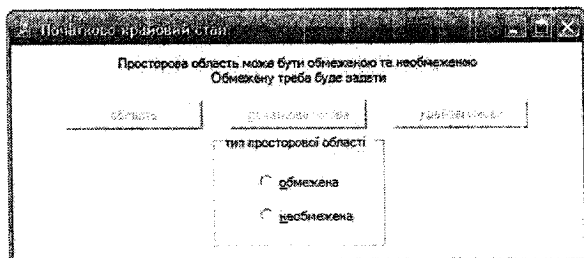 Початково крайовий стан
Просторова область може бути обмеженою та необмеженою
Обмежену треба буде задати
область
тип просторової області
обмежена
необмежена